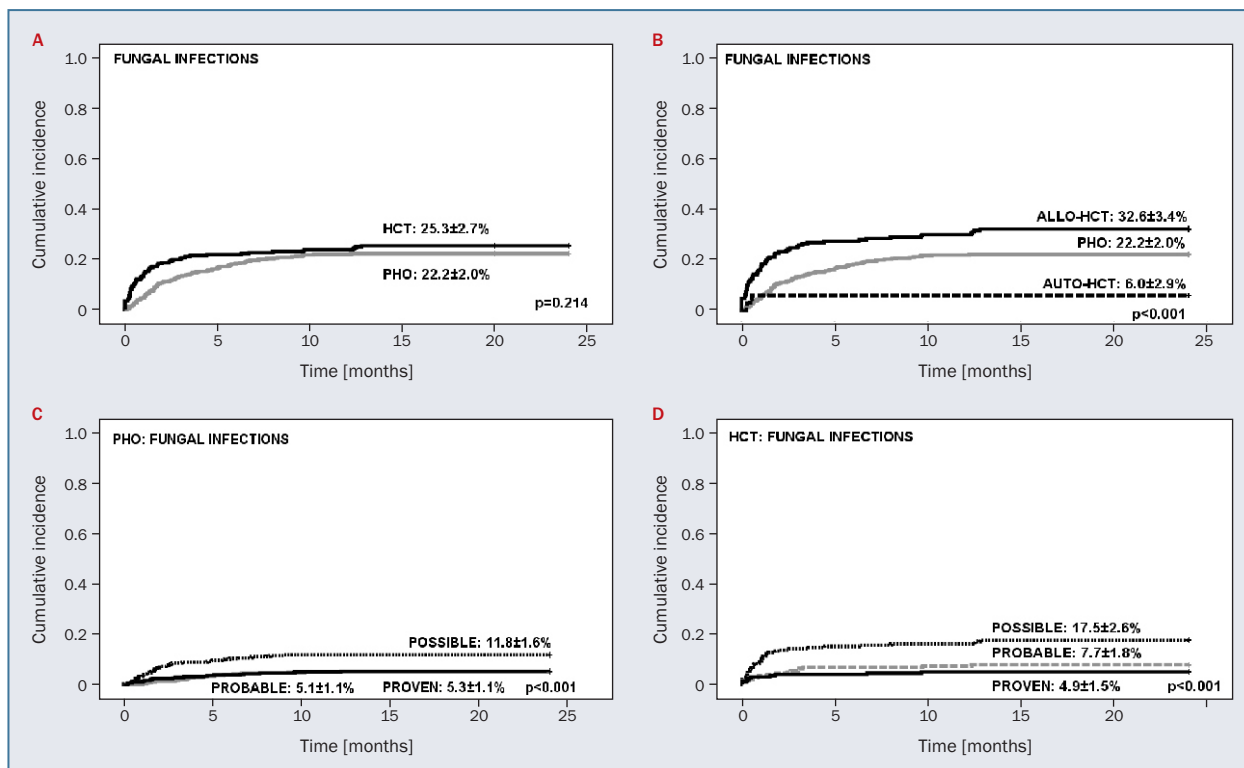 A
FUNGAL INFECTIONS
Cumulative incidence
1.0
0.8
0.6
0.4
0.2
0
HCT: 25.3±2.7%
PHO: 22.2±2.0%
p=0.214
0 5 10 15 20 25
Time [months]
B
FUNGAL INFECTIONS
Cumulative incidence
1.0
0.8
0.6
0.4
0.2
0
ALLO-HCT: 32.6±3.4%
PHO: 22.2±2.0%
AUTO-HCT: 6.0±2.9%
p<0.001
0 5 10 15 20 25
Time [months]
C
PHO: FUNGAL INFECTIONS
Cumulative incidence
1.0
0.8
0.6
0.4
0.2
0
POSSIBLE: 11.8±1.6%
PROBABLE: 5.1±1.1% PROVEN: 5.3±1.1% p<0.001
0 5 10 15 20 25
Time [months]
D
HCT: FUNGAL INFECTIONS
Cumulative incidence
1.0
0.8
0.6
0.4
0.2
0
POSSIBLE: 17.5±2.6%
PROBABLE: 7.7±1.8%
PROVEN: 4.9±1.5% p<0.001
0 5 10 15 20 25
Time [months]